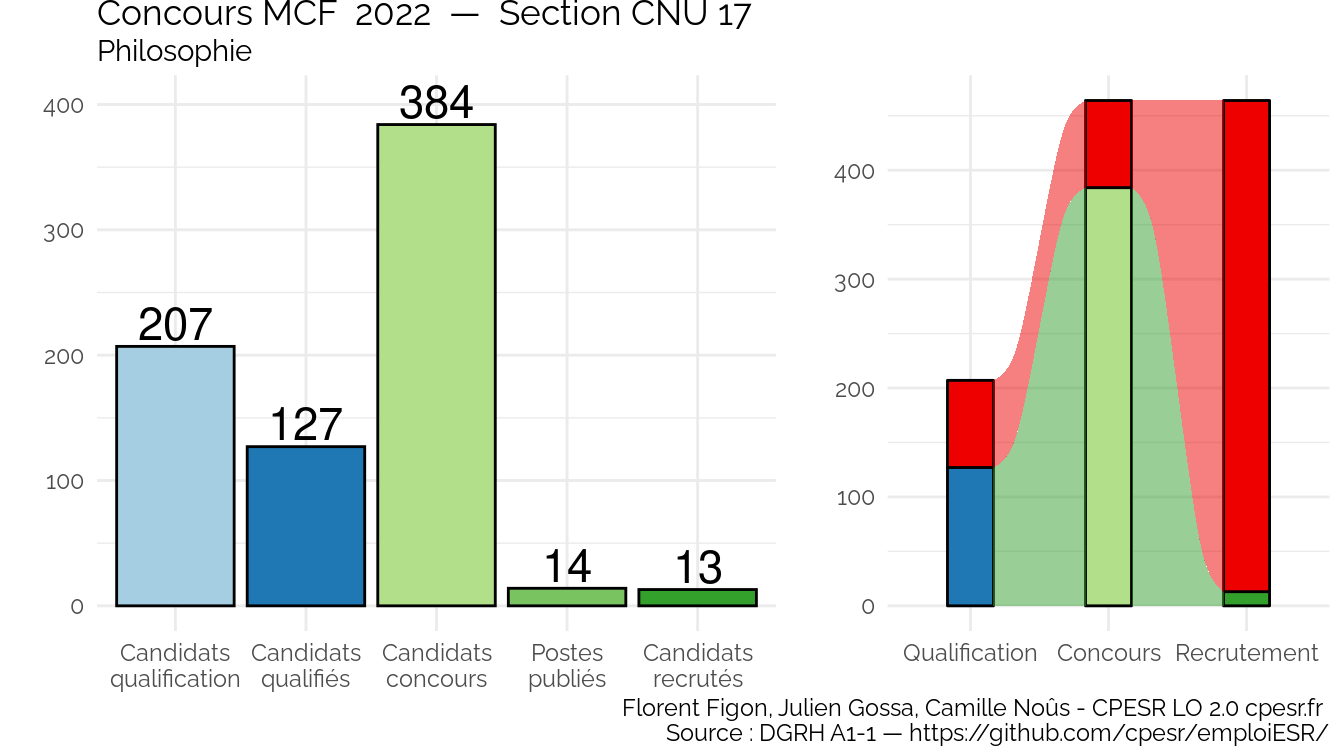 Concours MCF 2022 — Section CNU 17
Philosophie
400
300
200
100
0
207
127
384
14
13
Candidats qualification
Candidats qualifiés
Candidats concours
Postes publiés
Candidats recrutés
400
300
200
100
0
Qualification
Concours
Recrutement
Florent Figon, Julien Gossa, Camille Noûs - CPESR LO 2.0 cpesr.fr
Source : DGRH A1-1 — https://github.com/cpesr/emploiESR/